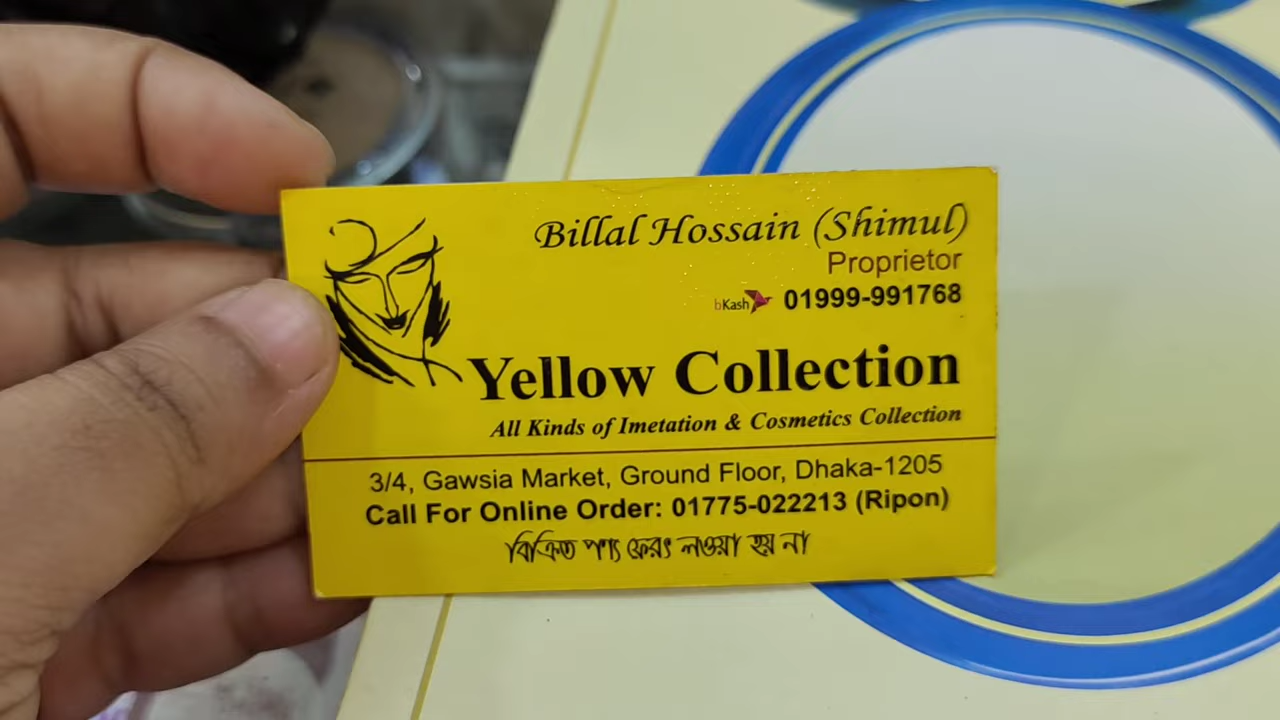 Billal Hossain (Shimul)
Proprietor
bKash 01999-991768
Yellow Collection
All Kinds of Imetation & Cosmetics Collection
3/4, Gawsia Market, Ground Floor, Dhaka-1205
Call For Online Order: 01775-022213 (Ripon)
বিক্রিত পণ্য ফেরৎ নেওয়া হয় না